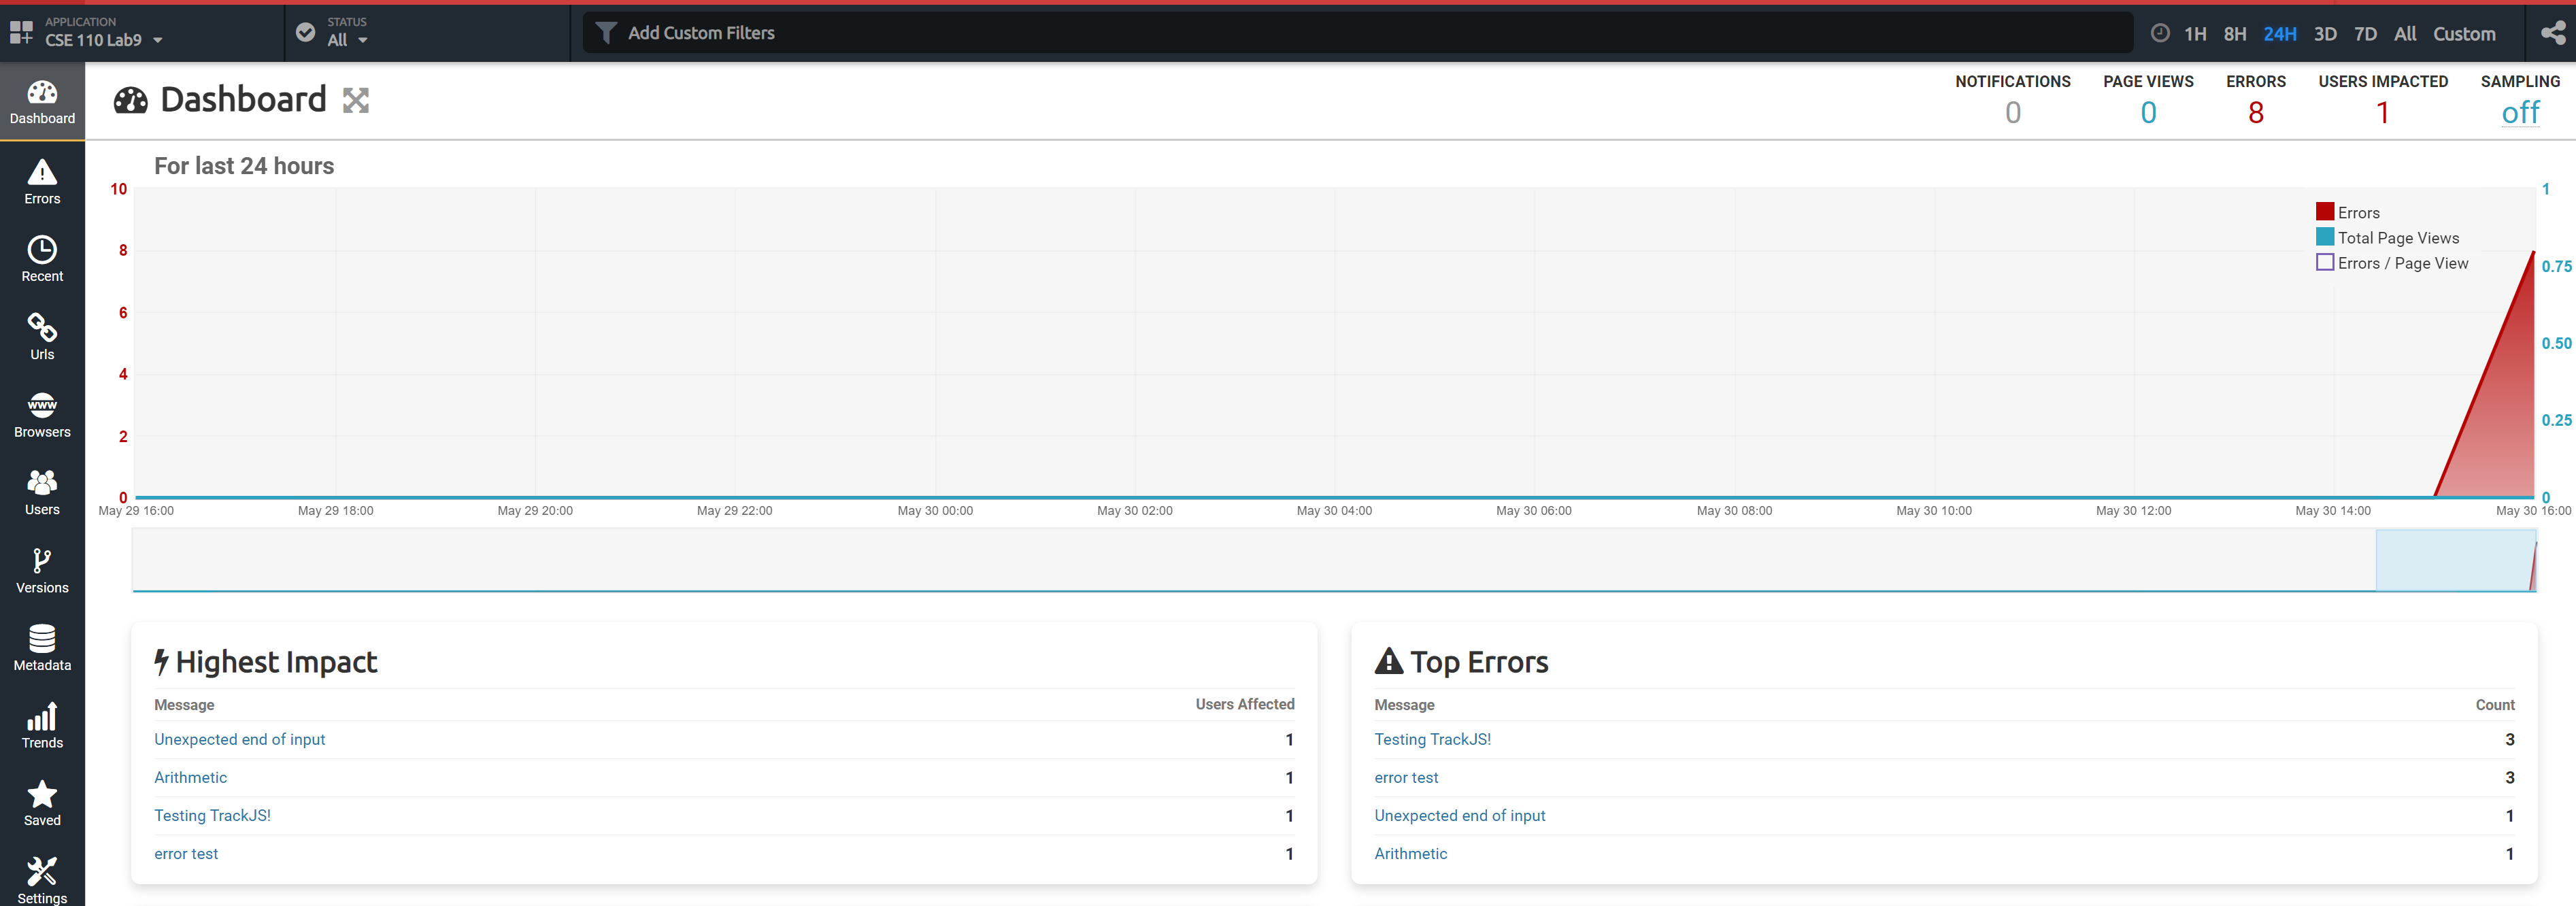 APPLICATION
CSE 110 Lab9
STATUS
All
Add Custom Filters
1H 8H 24H 3D 7D All Custom
Dashboard
Errors
Recent
Urls
www
Browsers
Users
Versions
Metadata
Trends
Saved
Settings
Dashboard
NOTIFICATIONS
0
PAGE VIEWS
0
ERRORS
8
USERS IMPACTED
1
SAMPLING
off
For last 24 hours
10
8
6
4
2
0
1
0.75
0.50
0.25
0
Errors
Total Page Views
Errors / Page View
May 29 16:00 May 29 18:00 May 29 20:00 May 29 22:00 May 30 00:00 May 30 02:00 May 30 04:00 May 30 06:00 May 30 08:00 May 30 10:00 May 30 12:00 May 30 14:00 May 30 16:00
Highest Impact
Message Users Affected
Unexpected end of input 1
Arithmetic 1
Testing TrackJS! 1
error test 1
Top Errors
Message Count
Testing TrackJS! 3
error test 3
Unexpected end of input 1
Arithmetic 1